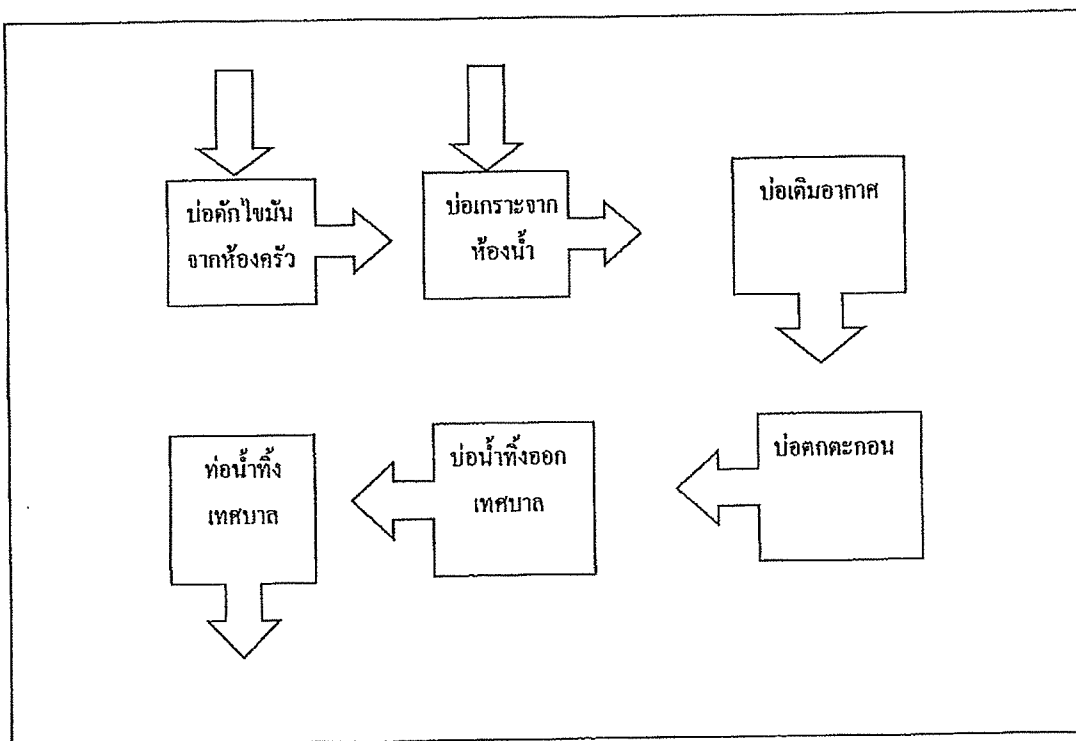 บ่อดักไขมัน
จากห้องครัว
บ่อเกราะจาก
ห้องน้ำ
บ่อเติมอากาศ
บ่อตกตะกอน
บ่อน้ำทิ้งออก
เทศบาล
ท่อน้ำทิ้ง
เทศบาล